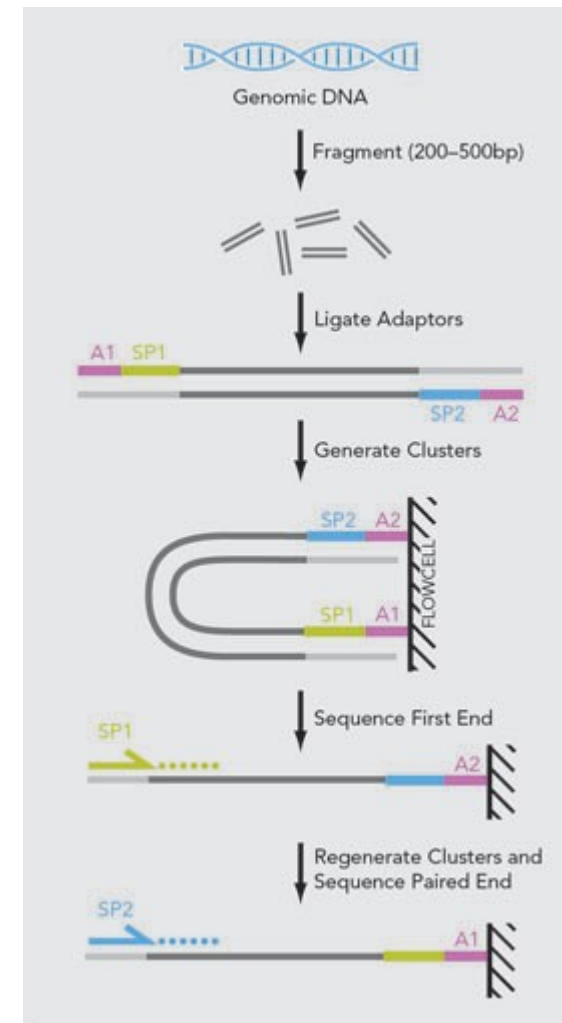 Genomic DNA
Fragment (200–500bp)
Ligate Adaptors
A1 SP1
SP2 A2
Generate Clusters
SP2 A2
FLOWCELL
SP1 A1
Sequence First End
SP1
A2
Regenerate Clusters and
Sequence Paired End
SP2
A1